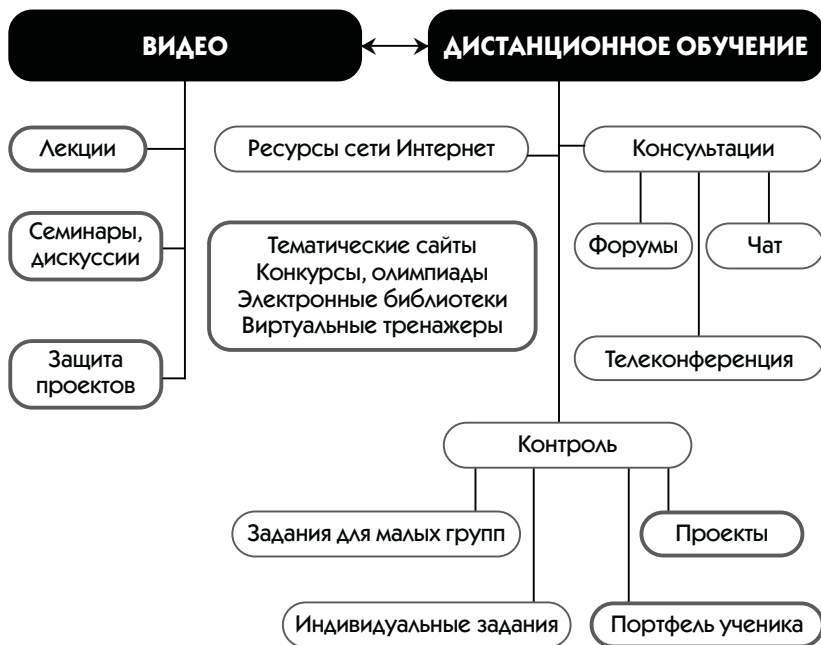 ВИДЕО
ДИСТАНЦИОННОЕ ОБУЧЕНИЕ
Лекции
Ресурсы сети Интернет
Консультации
Семинары,
дискуссии
Тематические сайты
Конкурсы, олимпиады
Электронные библиотеки
Виртуальные тренажеры
Форумы
Чат
Защита
проектов
Телеконференция
Контроль
Задания для малых групп
Проекты
Индивидуальные задания
Портфель ученика